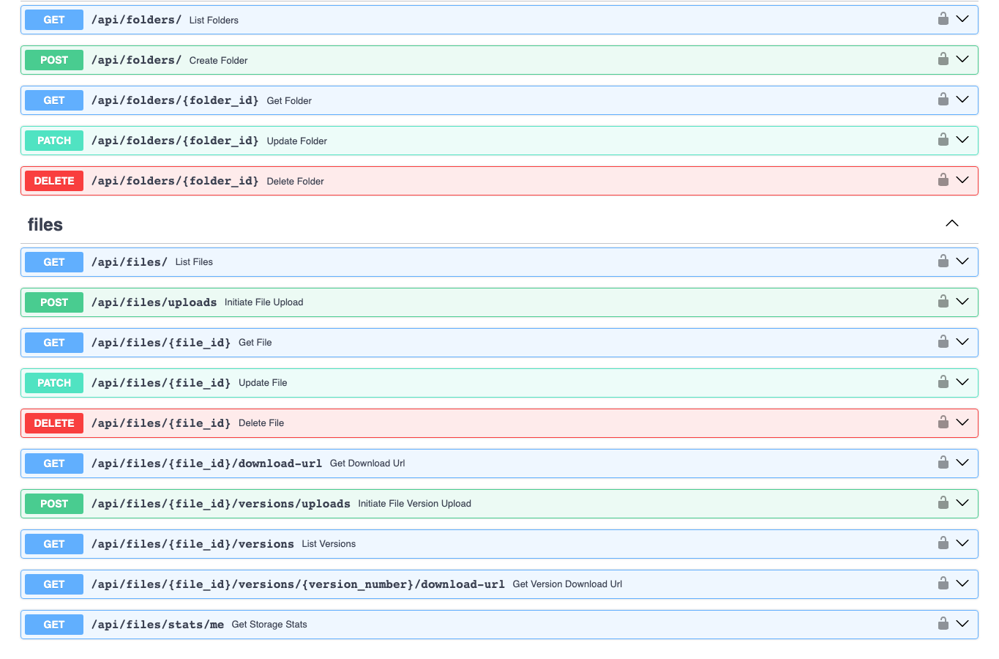 GET /api/folders/ List Folders
POST /api/folders/ Create Folder
GET /api/folders/{folder_id} Get Folder
PATCH /api/folders/{folder_id} Update Folder
DELETE /api/folders/{folder_id} Delete Folder
files
GET /api/files/ List Files
POST /api/files/uploads Initiate File Upload
GET /api/files/{file_id} Get File
PATCH /api/files/{file_id} Update File
DELETE /api/files/{file_id} Delete File
GET /api/files/{file_id}/download-url Get Download Url
POST /api/files/{file_id}/versions/uploads Initiate File Version Upload
GET /api/files/{file_id}/versions List Versions
GET /api/files/{file_id}/versions/{version_number}/download-url Get Version Download Url
GET /api/files/stats/me Get Storage Stats